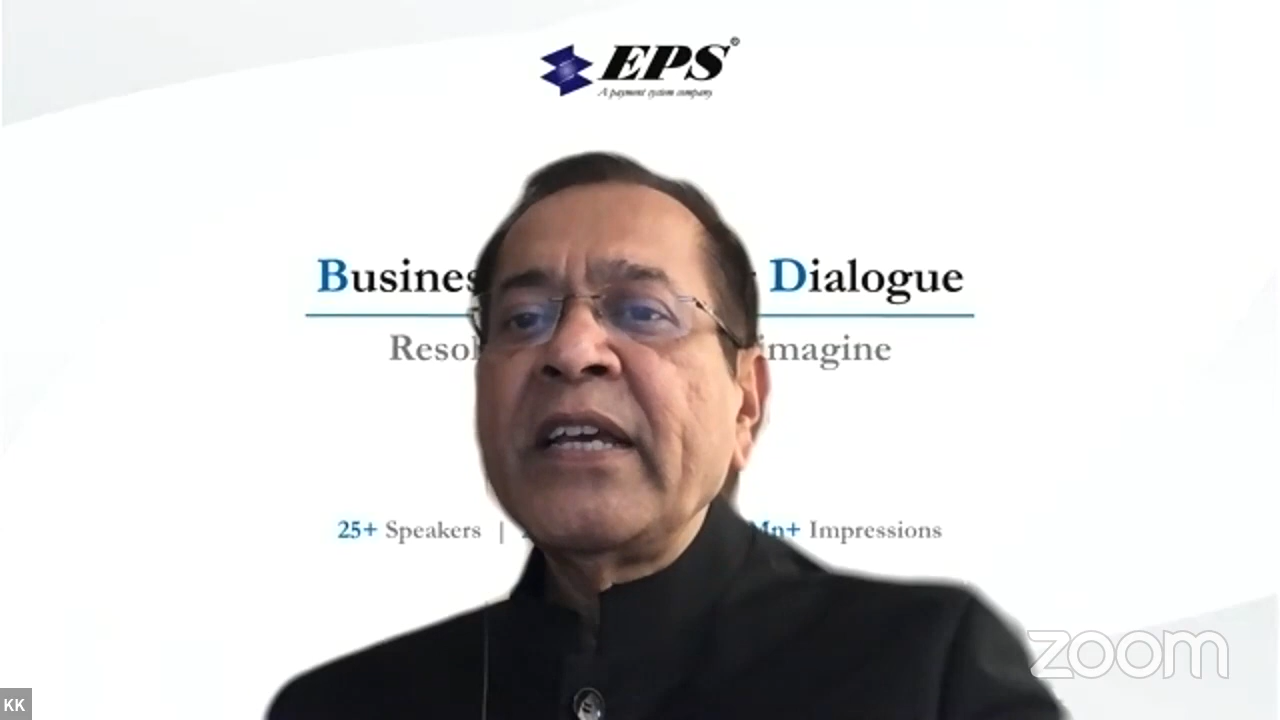 EPS®
A payment system company
Busines Dialogue
Resol imagine
25+ Speakers | Mn+ Impressions
zoom
KK